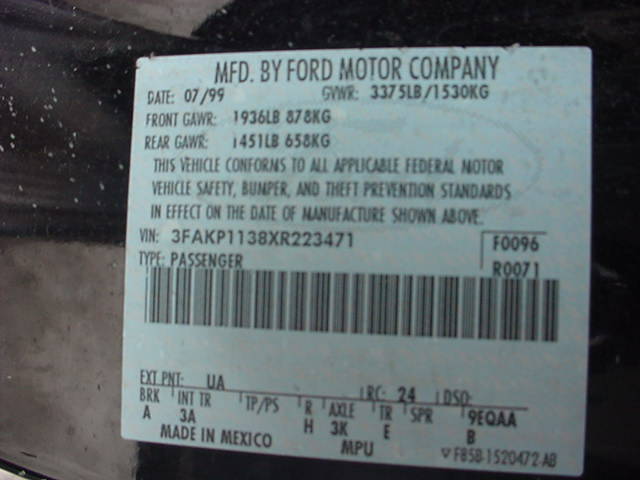 MFD. BY FORD MOTOR COMPANY
DATE: 07/99 GVWR: 3375LB/1530KG
FRONT GAWR: 1936LB 878KG
REAR GAWR: 1451LB 658KG
THIS VEHICLE CONFORMS TO ALL APPLICABLE FEDERAL MOTOR
VEHICLE SAFETY, BUMPER, AND THEFT PREVENTION STANDARDS
IN EFFECT ON THE DATE OF MANUFACTURE SHOWN ABOVE.
VIN: 3FAKP1138XR223471 F0096
TYPE: PASSENGER R0071
EXT PNT: UA RC: 24 DSO:
BRK INT TR TP/PS R AXLE TR SPR 9EQAA
A 3A H 3K E B
MADE IN MEXICO MPU F85B-1520472-AB